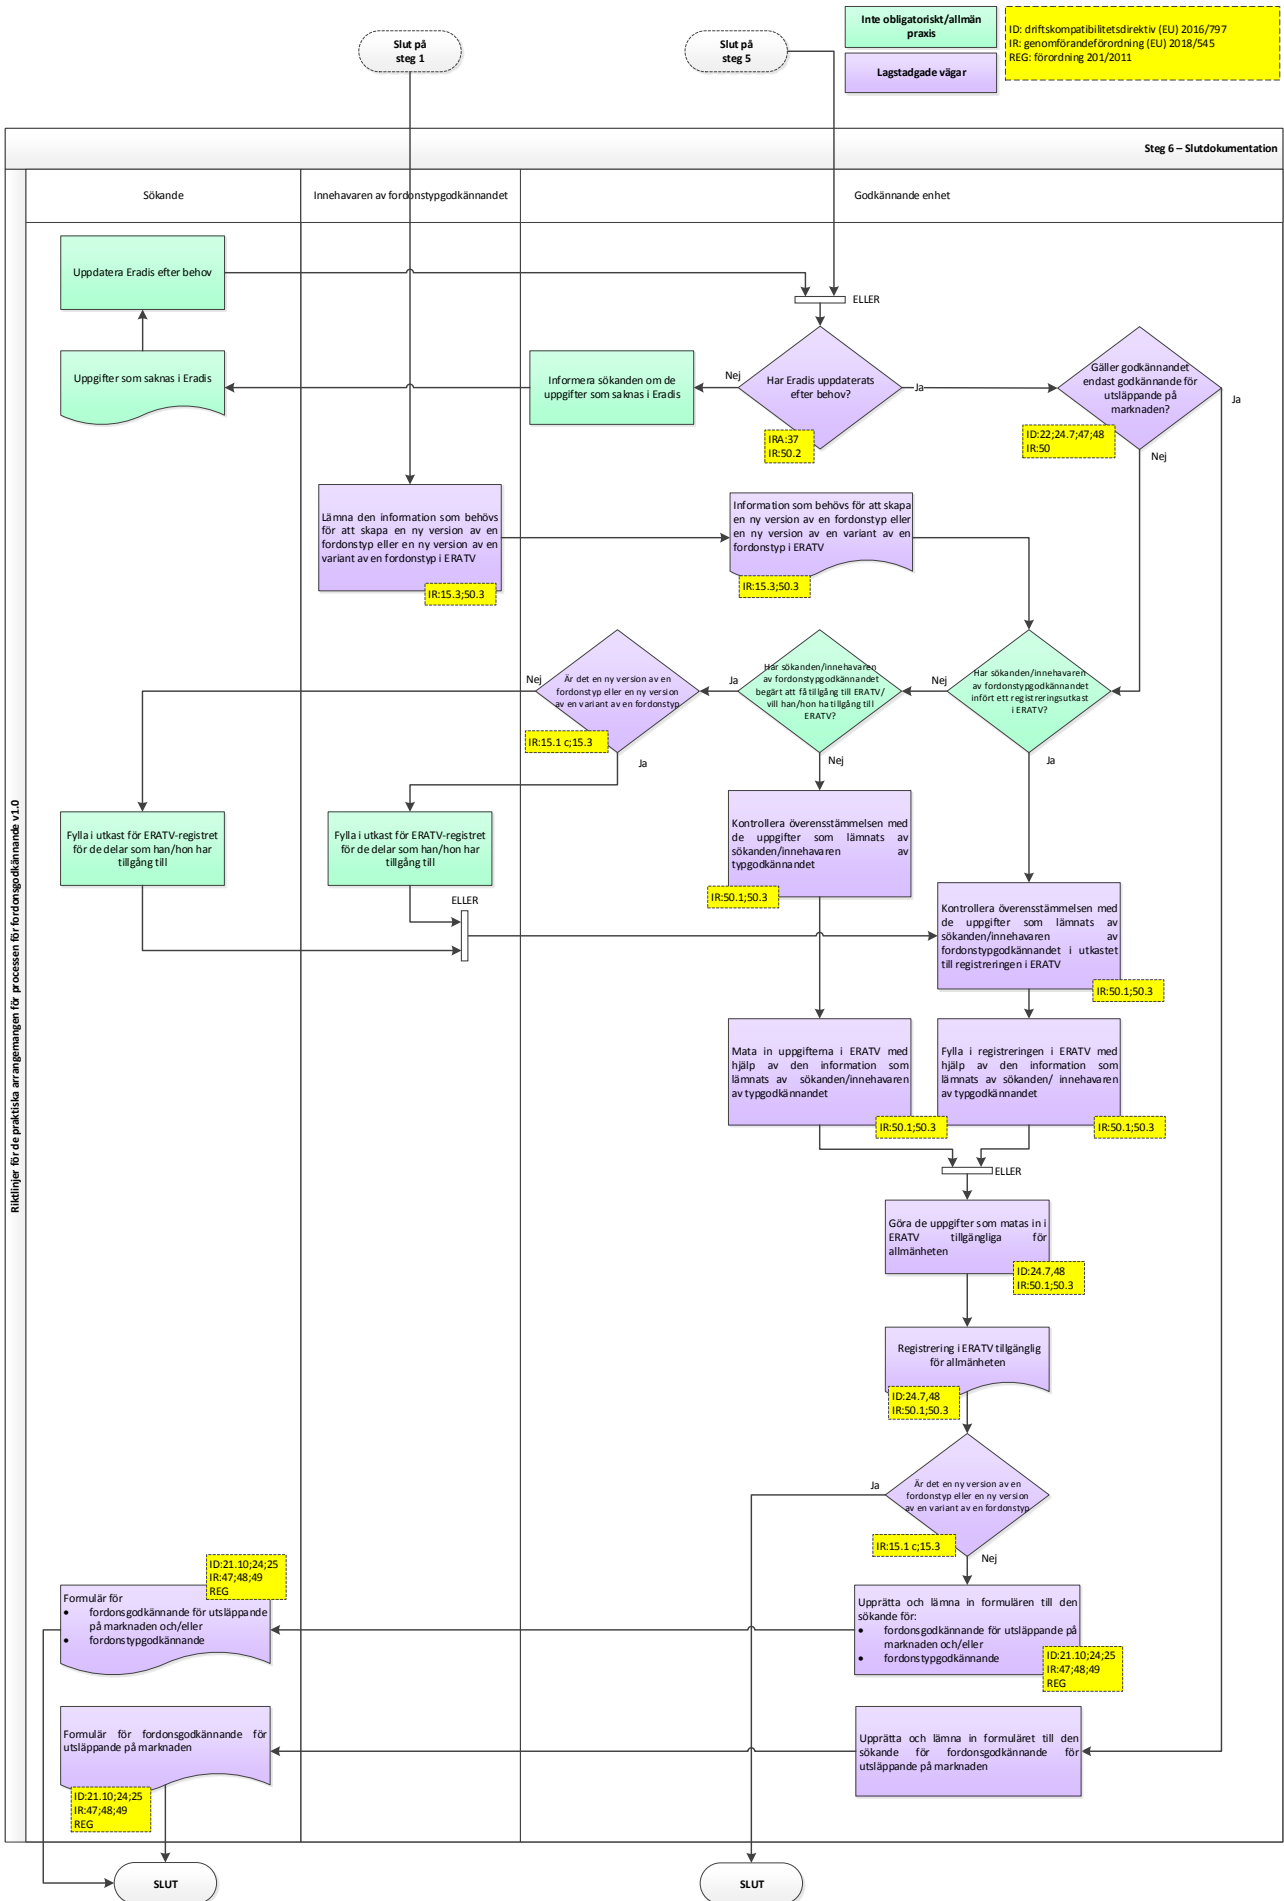 Slut på
steg 1
Slut på
steg 5
Inte obligatoriskt/allmän
praxis
Lagstadgade vägar
ID: driftskompatibilitetsdirektiv (EU) 2016/797
IR: genomförandeförordning (EU) 2018/545
REG: förordning 201/2011
Steg 6 – Slutdokumentation
Riktlinjer för de praktiska arrangemangen för processen för fordonsgodkännande v1.0
Sökande
Innehavaren av fordonstypgodkännandet
Godkännande enhet
Uppdatera Eradis efter behov
ELLER
Uppgifter som saknas i Eradis
Informera sökanden om de
uppgifter som saknas i Eradis
Nej
Har Eradis uppdaterats
efter behov?
Ja
IRA:37
IR:50.2
Gäller godkännandet
endast godkännande för
utsläppande på
marknaden?
Ja
ID:22;24.7;47;48
IR:50
Nej
Lämna den information som behövs
för att skapa en ny version av en
fordonstyp eller en ny version av en
variant av en fordonstyp i ERATV
IR:15.3;50.3
Information som behövs för att skapa
en ny version av en fordonstyp eller
en ny version av en variant av en
fordonstyp i ERATV
IR:15.3;50.3
Nej
Är det en ny version av en
fordonstyp eller en ny version
av en variant av en fordonstyp
IR:15.1 c;15.3
Ja
Ja
Har sökanden/innehavaren
av fordonstypgodkännandet
begärt att få tillgång till ERATV/
vill han/hon ha tillgång till
ERATV?
Nej
Nej
Har sökanden/innehavaren
av fordonstypgodkännandet
infört ett registreringsutkast
i ERATV?
Ja
Fylla i utkast för ERATV-registret
för de delar som han/hon har
tillgång till
Fylla i utkast för ERATV-registret
för de delar som han/hon har
tillgång till
ELLER
Kontrollera överensstämmelsen med
de uppgifter som lämnats av
sökanden/innehavaren av
typgodkännandet
IR:50.1;50.3
Kontrollera överensstämmelsen med
de uppgifter som lämnats av
sökanden/innehavaren av
fordonstypgodkännandet i utkastet
till registreringen i ERATV
IR:50.1;50.3
Mata in uppgifterna i ERATV med
hjälp av den information som
lämnats av sökanden/innehavaren
av typgodkännandet
IR:50.1;50.3
Fylla i registreringen i ERATV med
hjälp av den information som
lämnats av sökanden/ innehavaren
av typgodkännandet
IR:50.1;50.3
ELLER
Göra de uppgifter som matas in i
ERATV tillgängliga för
allmänheten
ID:24.7,48
IR:50.1;50.3
Registrering i ERATV tillgänglig
för allmänheten
ID:24.7,48
IR:50.1;50.3
Ja
Är det en ny version av en
fordonstyp eller en ny version
av en variant av en fordonstyp
IR:15.1 c;15.3
Nej
ID:21.10;24;25
IR:47;48;49
REG
Formulär för
• fordonsgodkännande för utsläppande
på marknaden och/eller
• fordonstypgodkännande
Upprätta och lämna in formulären till den
sökande för:
• fordonsgodkännande för utsläppande på
marknaden och/eller
• fordonstypgodkännande
ID:21.10;24;25
IR:47;48;49
REG
Formulär för fordonsgodkännande för
utsläppande på marknaden
ID:21.10;24;25
IR:47;48;49
REG
Upprätta och lämna in formuläret till den
sökande för fordonsgodkännande för
utsläppande på marknaden
SLUT
SLUT